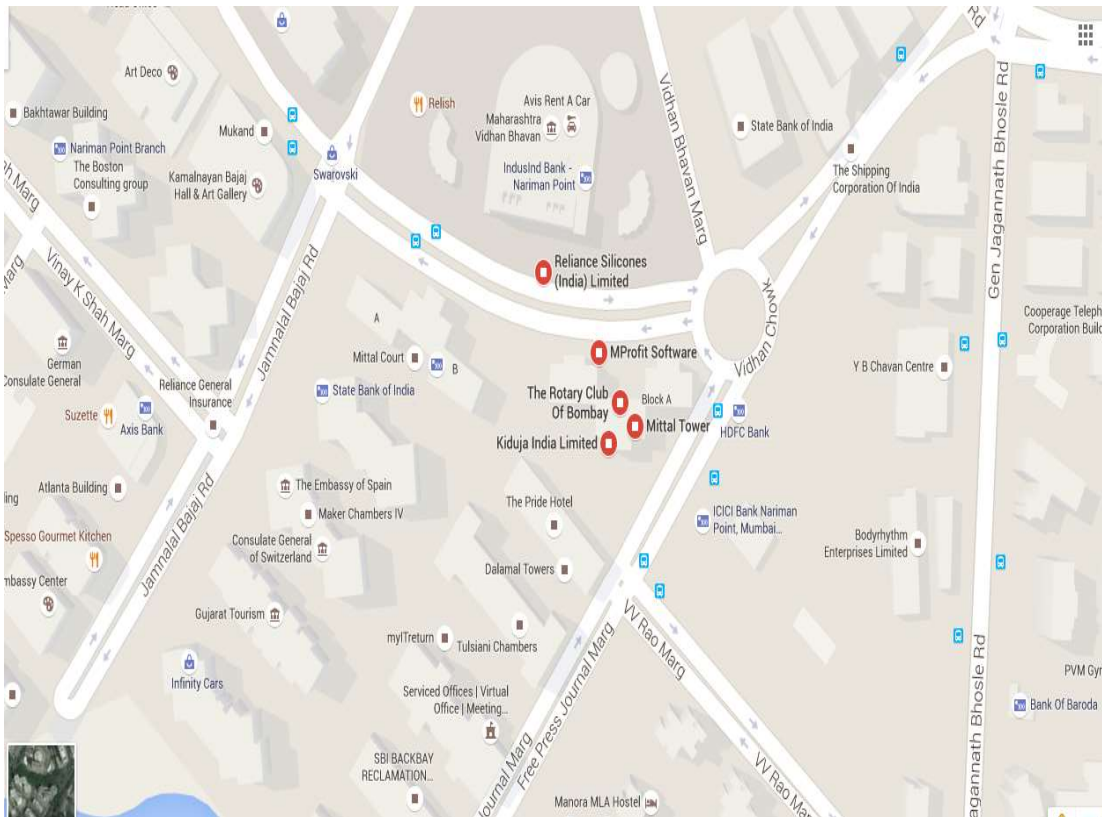 Art Deco
Bakhtawar Building
Mukand
Nariman Point Branch
The Boston
Consulting group
Kamalnayan Bajaj
Hall & Art Gallery
Swarovski
Relish
Avis Rent A Car
Maharashtra
Vidhan Bhavan
IndusInd Bank -
Nariman Point
Vidhan Bhavan Marg
State Bank of India
The Shipping
Corporation Of India
Rd
Gen Jagannath Bhosle Rd
Reliance Silicones
(India) Limited
Vidhan Chowk
Marg
Vinay K Shah Marg
Jamnalal Bajaj Rd
German
Consulate General
Reliance General
Insurance
Suzette
Axis Bank
A
Mittal Court
B
State Bank of India
MProfit Software
The Rotary Club
Of Bombay
Block A
Mittal Tower
Kiduja India Limited
HDFC Bank
Y B Chavan Centre
Cooperage Teleph
Corporation Build
Atlanta Building
Spesso Gourmet Kitchen
mbassy Center
Jamnalal Bajaj Rd
The Embassy of Spain
Maker Chambers IV
Consulate General
of Switzerland
Gujarat Tourism
Infinity Cars
The Pride Hotel
Dalamal Towers
myITreturn
Tulsiani Chambers
Serviced Offices | Virtual
Office | Meeting...
SBI BACKBAY
RECLAMATION...
ICICI Bank Nariman
Point, Mumbai...
Bodyrhythm
Enterprises Limited
VV Rao Marg
Free Press Journal Marg
Journal Marg
VV Rao Mar
Manora MLA Hostel
agannath Bhosle Rd
PVM Gyr
Bank Of Baroda